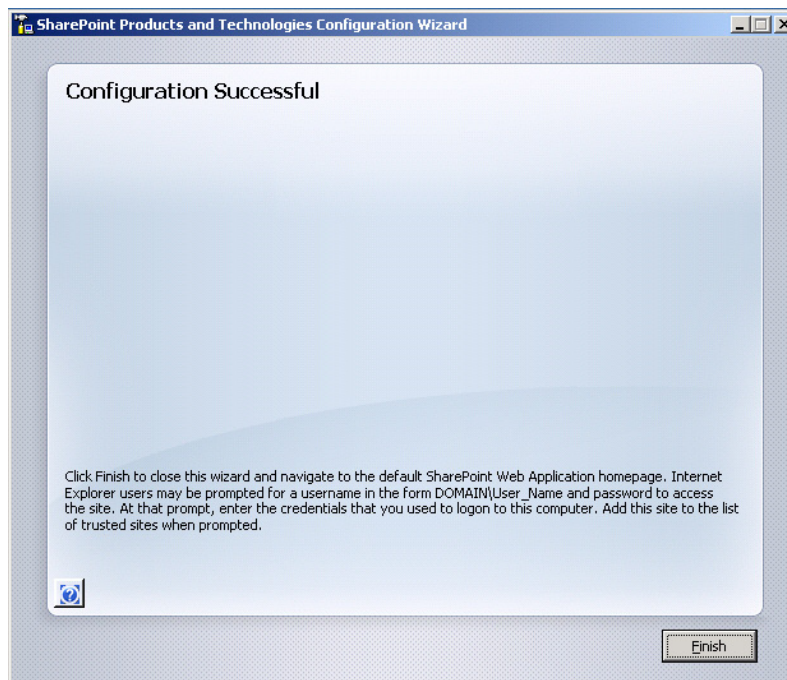 SharePoint Products and Technologies Configuration Wizard
Configuration Successful
Click Finish to close this wizard and navigate to the default SharePoint Web Application homepage. Internet
Explorer users may be prompted for a username in the form DOMAIN\User_Name and password to access
the site. At that prompt, enter the credentials that you used to logon to this computer. Add this site to the list
of trusted sites when prompted.
Finish